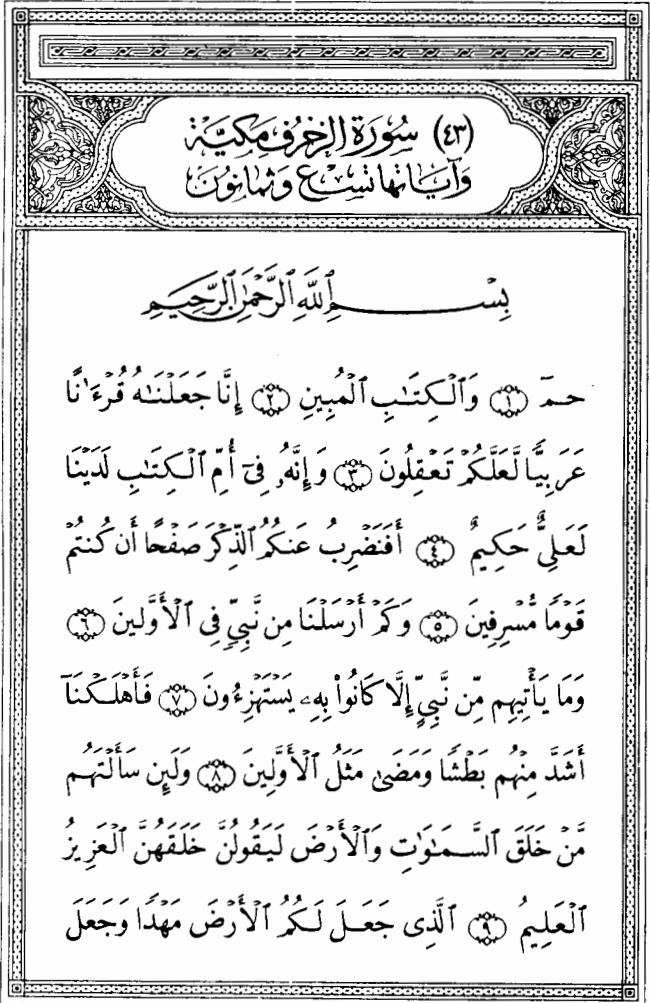 (٤٣) سُورَةُ الزُّخْرُفِ مَكِيَّة
وَآيَاتُهَا تِسْعٌ وَثَمَانُونَ
بِسْمِ ٱللَّهِ ٱلرَّحْمَٰنِ ٱلرَّحِيمِ
حمٓ ۝١ وَٱلْكِتَٰبِ ٱلْمُبِينِ ۝٢ إِنَّا جَعَلْنَٰهُ قُرْءَٰنًا
عَرَبِيًّا لَّعَلَّكُمْ تَعْقِلُونَ ۝٣ وَإِنَّهُۥ فِىٓ أُمِّ ٱلْكِتَٰبِ لَدَيْنَا
لَعَلِىٌّ حَكِيمٌ ۝٤ أَفَنَضْرِبُ عَنكُمُ ٱلذِّكْرَ صَفْحًا أَن كُنتُمْ
قَوْمًا مُّسْرِفِينَ ۝٥ وَكَمْ أَرْسَلْنَا مِن نَّبِىٍّ فِى ٱلْأَوَّلِينَ ۝٦
وَمَا يَأْتِيهِم مِّن نَّبِىٍّ إِلَّا كَانُوا۟ بِهِۦ يَسْتَهْزِءُونَ ۝٧ فَأَهْلَكْنَآ
أَشَدَّ مِنْهُم بَطْشًا وَمَضَىٰ مَثَلُ ٱلْأَوَّلِينَ ۝٨ وَلَئِن سَأَلْتَهُم
مَّنْ خَلَقَ ٱلسَّمَٰوَٰتِ وَٱلْأَرْضَ لَيَقُولُنَّ خَلَقَهُنَّ ٱلْعَزِيزُ
ٱلْعَلِيمُ ۝٩ ٱلَّذِى جَعَلَ لَكُمُ ٱلْأَرْضَ مَهْدًا وَجَعَلَ